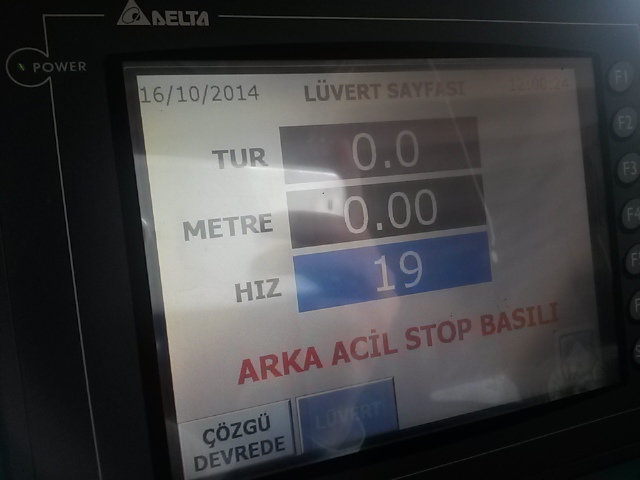 DELTA
POWER
F1
16/10/2014 LÜVERT SAYFASI
F2
TUR 0.0
F3
METRE 0.00
F4
HIZ 19
ARKA ACİL STOP BASILI
ÇÖZGÜ
DEVREDE
LÜVERT